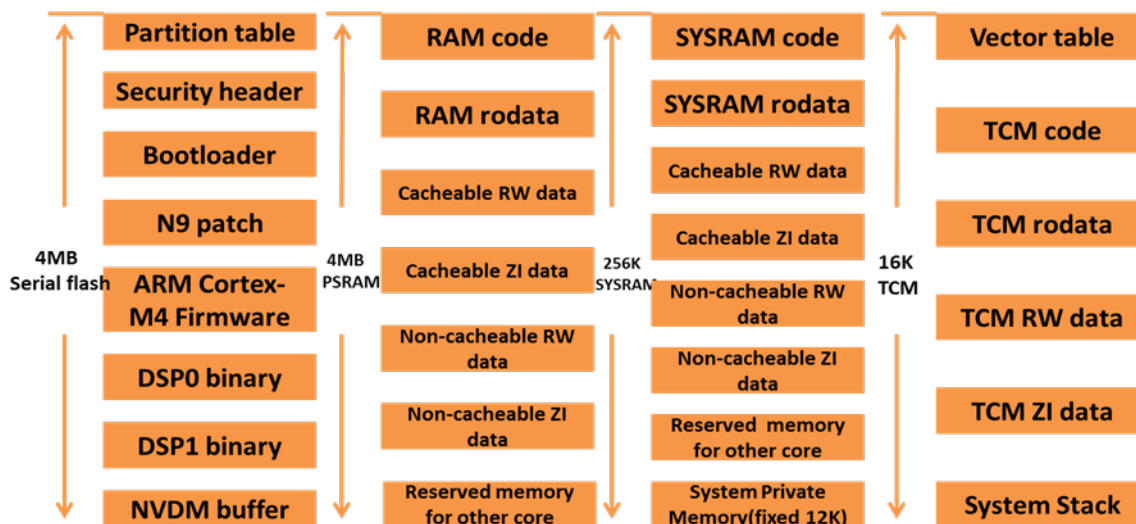 Partition table
Security header
Bootloader
N9 patch
4MB
Serial flash
ARM Cortex-
M4 Firmware
DSP0 binary
DSP1 binary
NVDM buffer
RAM code
RAM rodata
Cacheable RW data
4MB
PSRAM
Cacheable ZI data
Non-cacheable RW
data
Non-cacheable ZI
data
Reserved memory
for other core
SYSRAM code
SYSRAM rodata
Cacheable RW data
Cacheable ZI data
256K
SYSRAM
Non-cacheable RW
data
Non-cacheable ZI
data
Reserved memory
for other core
System Private
Memory(fixed 12K)
Vector table
TCM code
TCM rodata
16K
TCM
TCM RW data
TCM ZI data
System Stack